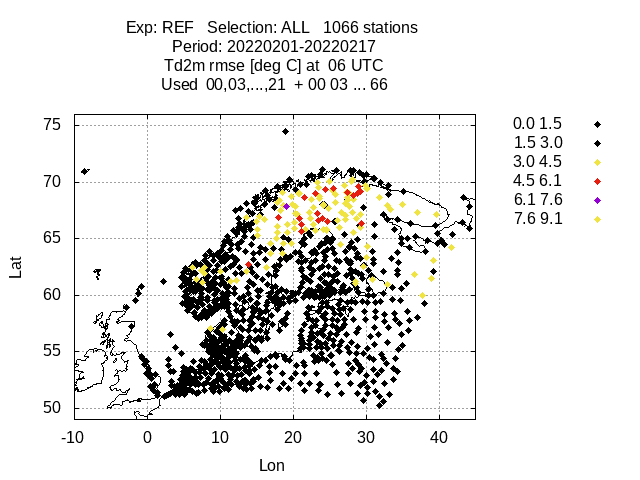 Exp: REF   Selection: ALL   1066 stations
Period: 20220201-20220217
Td2m rmse [deg C] at  06 UTC
Used  00,03,...,21  + 00 03 ... 66
75
70
65
60
55
50
Lat
-10 0 10 20 30 40
Lon
0.0 1.5
1.5 3.0
3.0 4.5
4.5 6.1
6.1 7.6
7.6 9.1